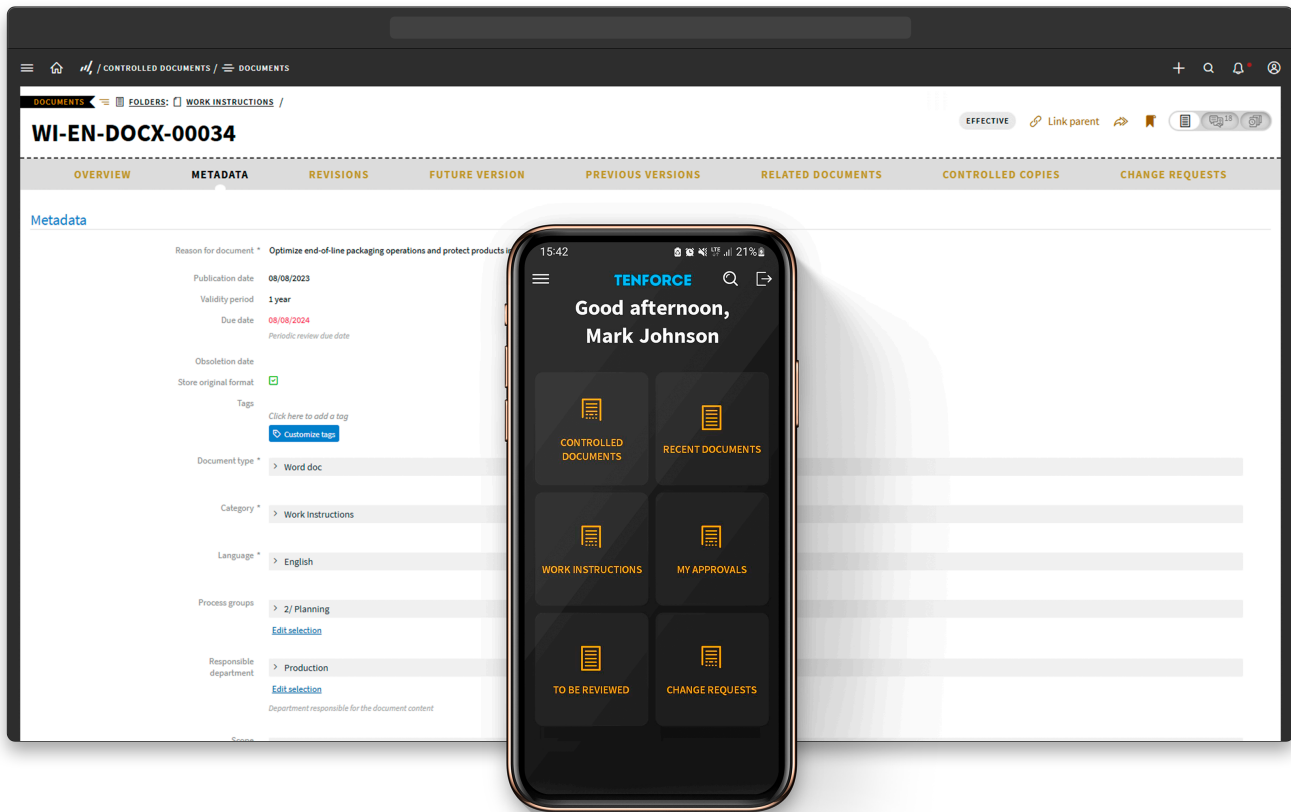 / CONTROLLED DOCUMENTS / DOCUMENTS
DOCUMENTS FOLDERS: WORK INSTRUCTIONS /
WI-EN-DOCX-00034
EFFECTIVE Link parent 18
OVERVIEW METADATA REVISIONS FUTURE VERSION PREVIOUS VERSIONS RELATED DOCUMENTS CONTROLLED COPIES CHANGE REQUESTS
Metadata
Reason for document * Optimize end-of-line packaging operations and protect products
Publication date 08/08/2023
Validity period 1 year
Due date 08/08/2024
Periodic review due date
Obsoletion date
Store original format
Tags
Click here to add a tag
Customize tags
Document type * > Word doc
Category * > Work Instructions
Language * > English
Process groups > 2/ Planning
Edit selection
Responsible
department > Production
Edit selection
Department responsible for the document content
Scope
15:42 LTE 21%
TENFORCE
Good afternoon,
Mark Johnson
CONTROLLED
DOCUMENTS
RECENT DOCUMENTS
WORK INSTRUCTIONS
MY APPROVALS
TO BE REVIEWED
CHANGE REQUESTS